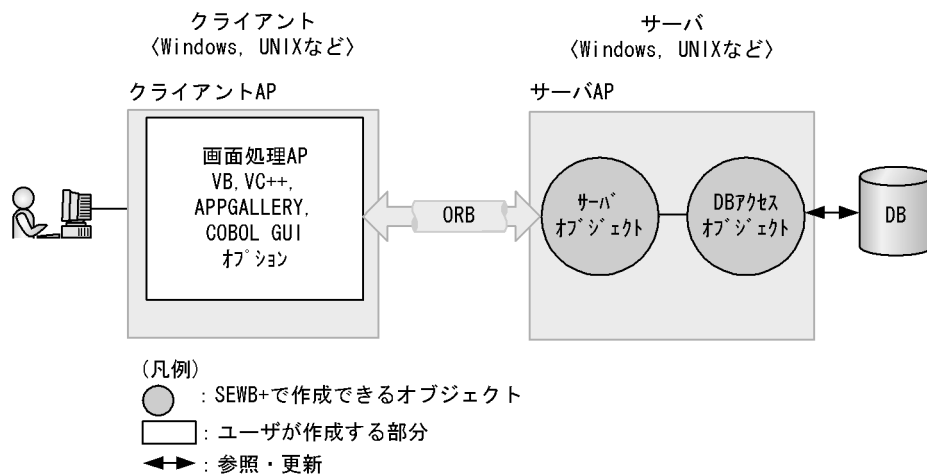 クライアント
〈Windows, UNIXなど〉
サーバ
〈Windows, UNIXなど〉
クライアントAP
サーバAP
画面処理AP
VB,VC++,
APPGALLERY,
COBOL GUI
ｵﾌﾟｼｮﾝ
ORB
ｻｰﾊﾞ
ｵﾌﾞｼﾞｪｸﾄ
DBｱｸｾｽ
ｵﾌﾞｼﾞｪｸﾄ
DB
(凡例)
：SEWB+で作成できるオブジェクト
：ユーザが作成する部分
：参照・更新